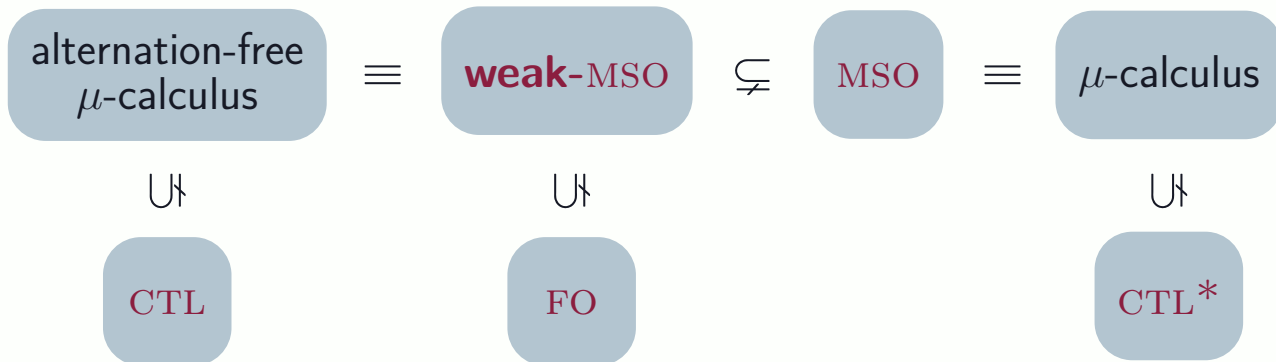 alternation-free
μ-calculus
≡
weak-MSO
⊊
MSO
≡
μ-calculus
⊊
⊊
⊊
CTL
FO
CTL*